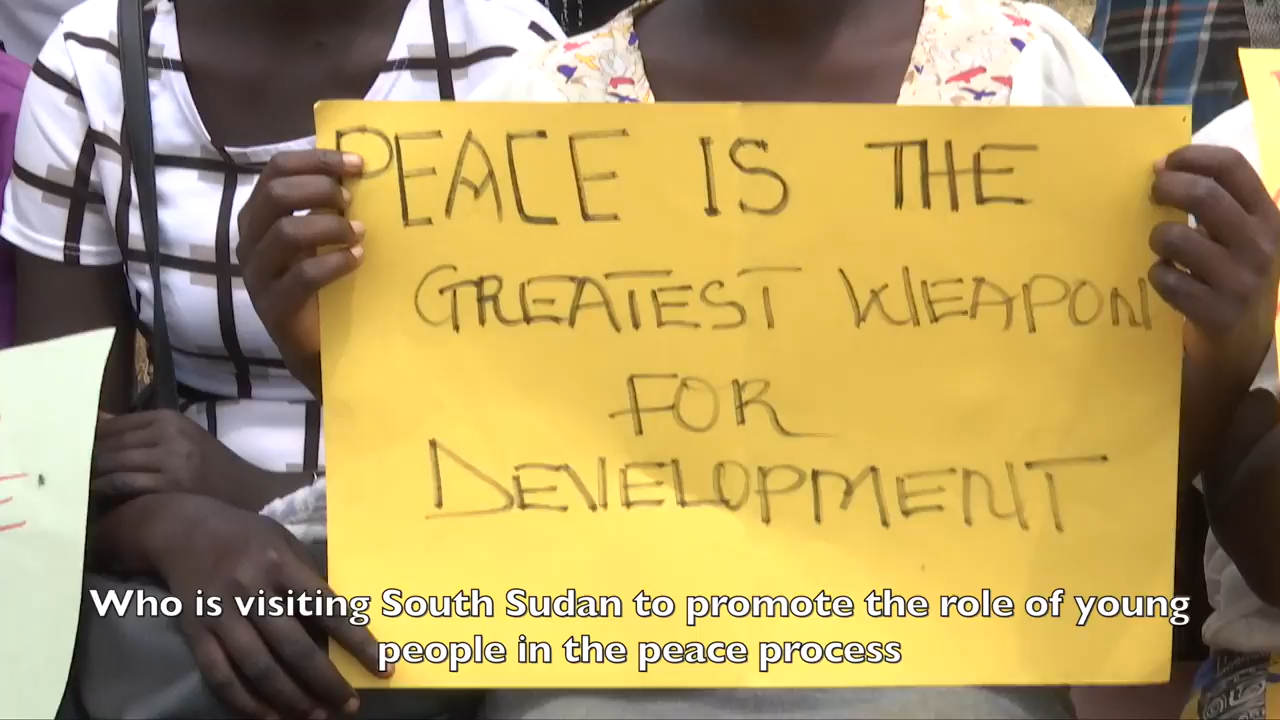 PEACE IS THE
GREATEST WEAPON
FOR
DEVELOPMENT
Who is visiting South Sudan to promote the role of young
people in the peace process